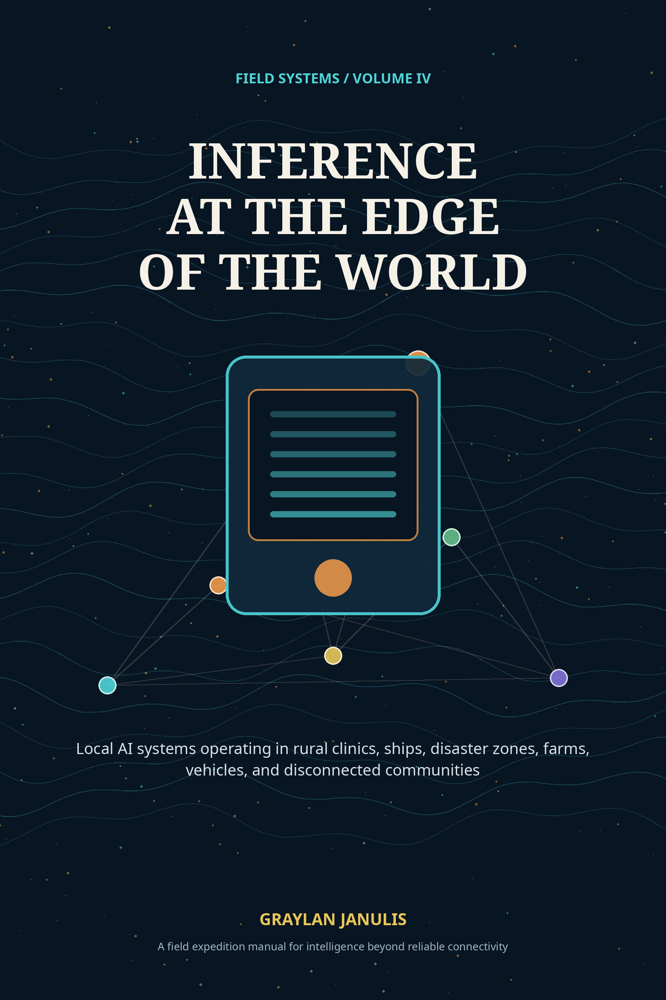 FIELD SYSTEMS / VOLUME IV
INFERENCE
AT THE EDGE
OF THE WORLD
Local AI systems operating in rural clinics, ships, disaster zones, farms,
vehicles, and disconnected communities
GRAYLAN JANULIS
A field expedition manual for intelligence beyond reliable connectivity